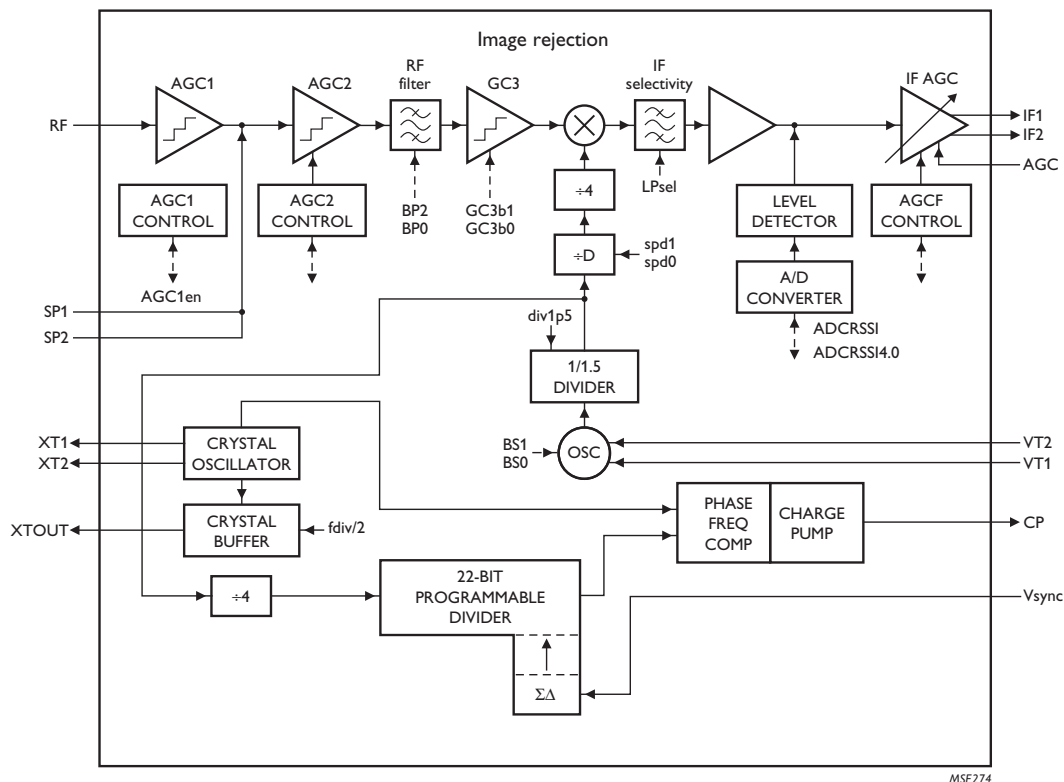 Image rejection
AGC1
AGC2
RF
filter
GC3
IF
selectivity
IF AGC
RF
IF1
IF2
AGC
LPsel
÷4
AGC1
CONTROL
AGC2
CONTROL
BP2
BP0
GC3b1
GC3b0
LEVEL
DETECTOR
AGCF
CONTROL
÷D
spd1
spd0
A/D
CONVERTER
AGC1en
SP1
SP2
div1p5
ADCRSSI
ADCRSSI4.0
1/1.5
DIVIDER
XT1
XT2
CRYSTAL
OSCILLATOR
BS1
BS0
OSC
VT2
VT1
XTOUT
CRYSTAL
BUFFER
fdiv/2
PHASE
FREQ
COMP
CHARGE
PUMP
CP
÷4
22-BIT
PROGRAMMABLE
DIVIDER
Vsync
ΣΔ
MSE274